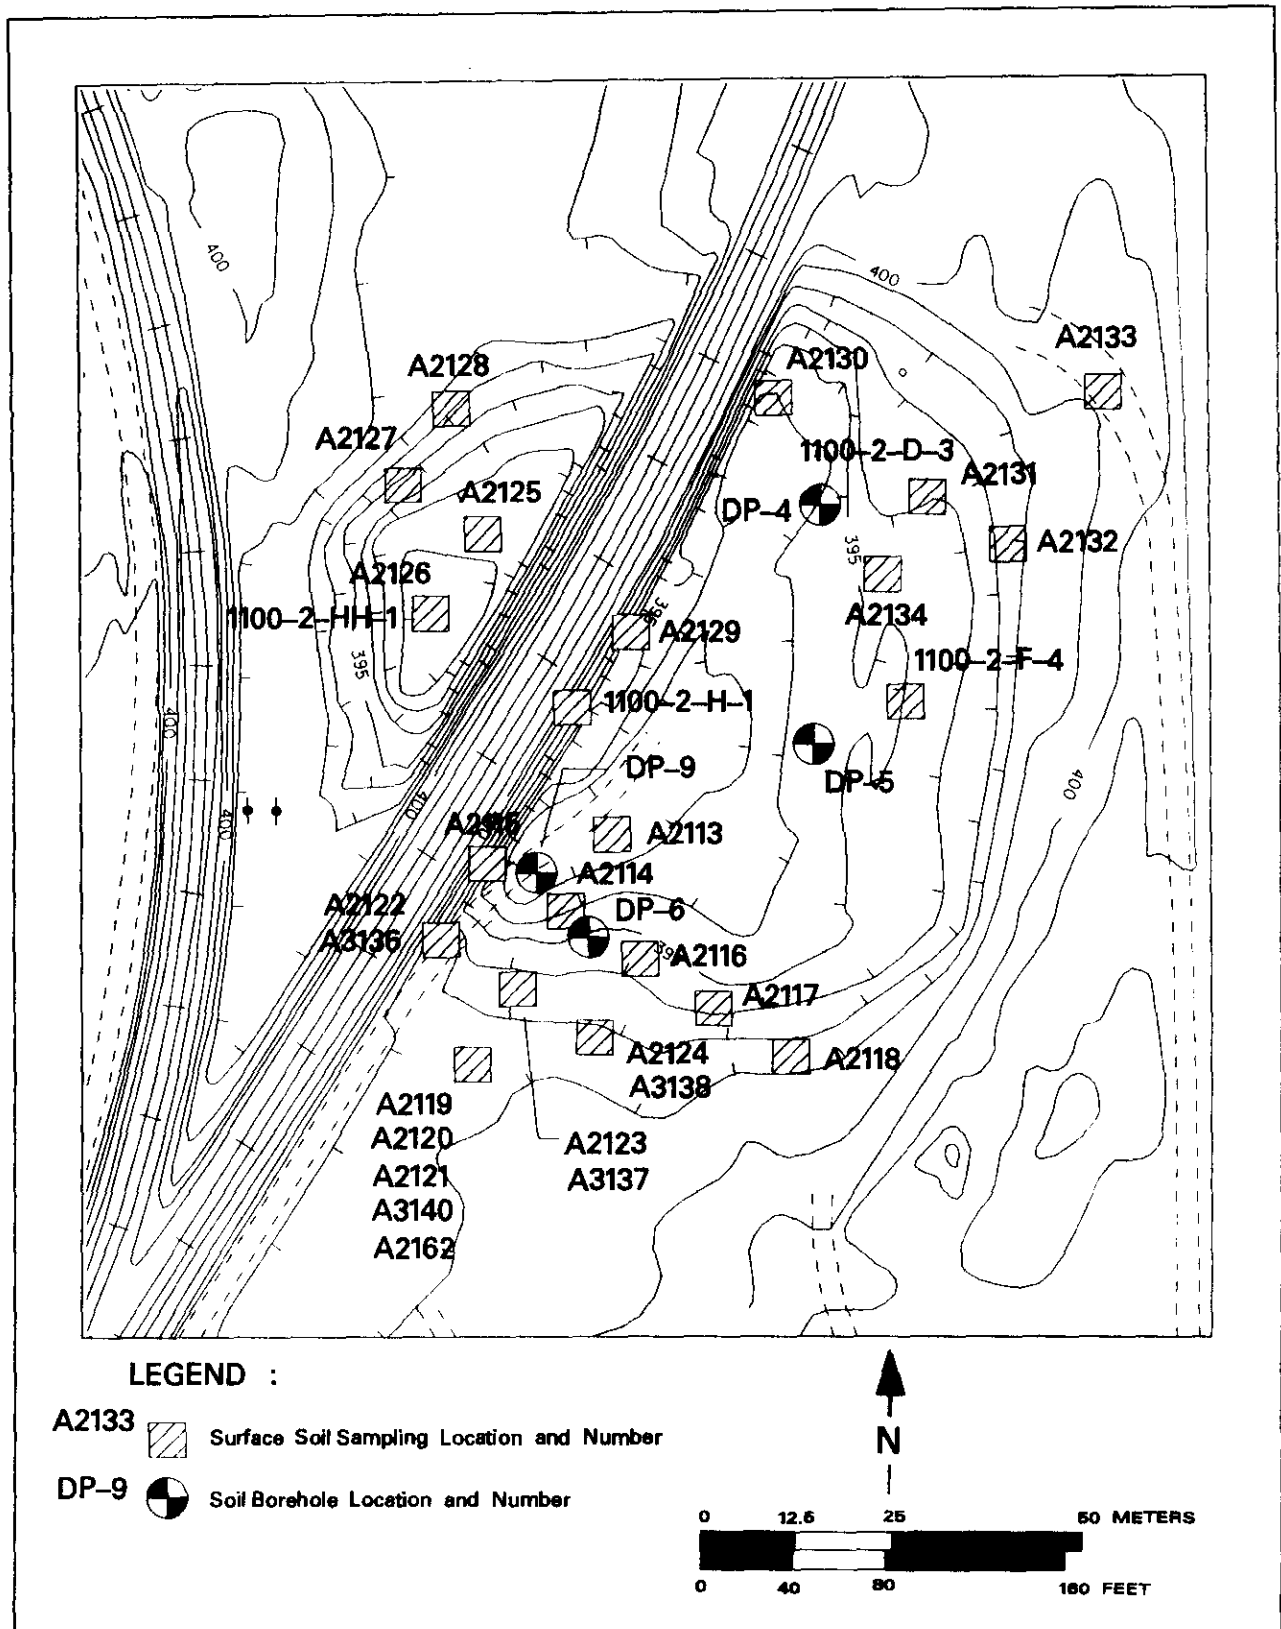 400
400
A2133
A2130
A2128
A2127
1100-2-D-3
A2131
A2125
DP-4
395
A2132
A2126
1100-2-HH-1
395
A2134
A2129
395
1100-2-F-4
1100-2-H-1
400
DP-9
DP-5
400
400
400
A2113
A2114
A2122
DP-6
A3136
A2116
A2117
A2124
A2118
A3138
A2119
A2120
A2123
A2121
A3137
A3140
A2162
LEGEND :
A2133
Surface Soil Sampling Location and Number
DP-9
Soil Borehole Location and Number
N
0 12.5 25 50 METERS
0 40 80 160 FEET